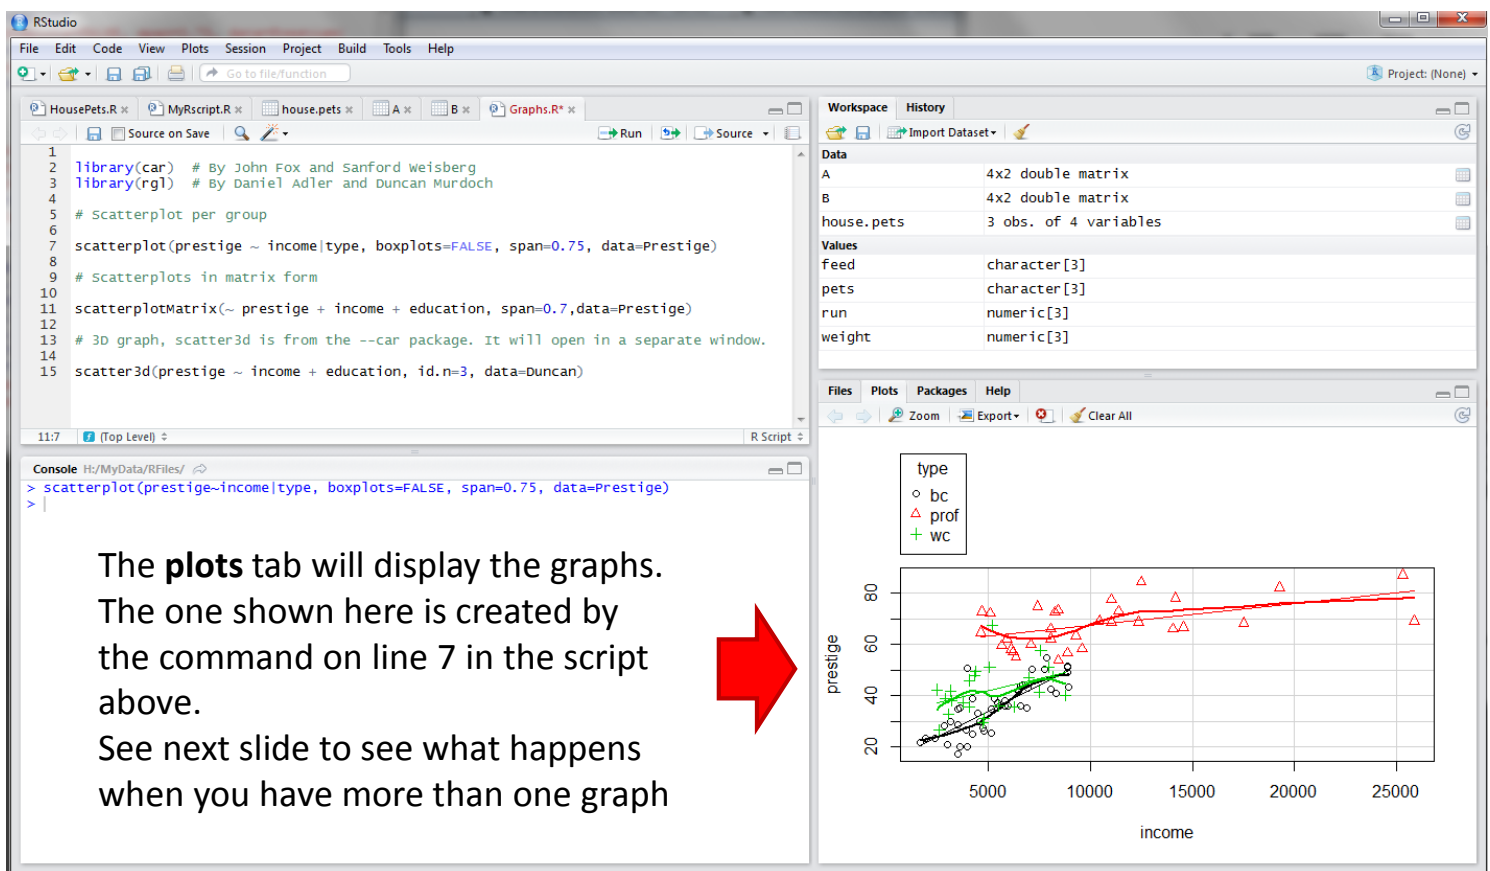 RStudio
File Edit Code View Plots Session Project Build Tools Help
Go to file/function
Project: (None)
HousePets.R MyRscript.R house.pets A B Graphs.R*
Source on Save Run Source
1
2 library(car) # By John Fox and Sanford Weisberg
3 library(rgl) # By Daniel Adler and Duncan Murdoch
4
5 # Scatterplot per group
6
7 scatterplot(prestige ~ income|type, boxplots=FALSE, span=0.75, data=Prestige)
8
9 # Scatterplots in matrix form
10
11 scatterplotMatrix(~ prestige + income + education, span=0.7,data=Prestige)
12
13 # 3D graph, scatter3d is from the --car package. It will open in a separate window.
14
15 scatter3d(prestige ~ income + education, id.n=3, data=Duncan)
11:7 (Top Level) R Script
Console H:/MyData/RFiles/
> scatterplot(prestige~income|type, boxplots=FALSE, span=0.75, data=Prestige)
>
The plots tab will display the graphs.
The one shown here is created by
the command on line 7 in the script
above.
See next slide to see what happens
when you have more than one graph
Workspace History
Import Dataset
Data
A 4x2 double matrix
B 4x2 double matrix
house.pets 3 obs. of 4 variables
Values
feed character[3]
pets character[3]
run numeric[3]
weight numeric[3]
Files Plots Packages Help
Zoom Export Clear All
type
bc
prof
wc
prestige
80
60
40
20
5000 10000 15000 20000 25000
income